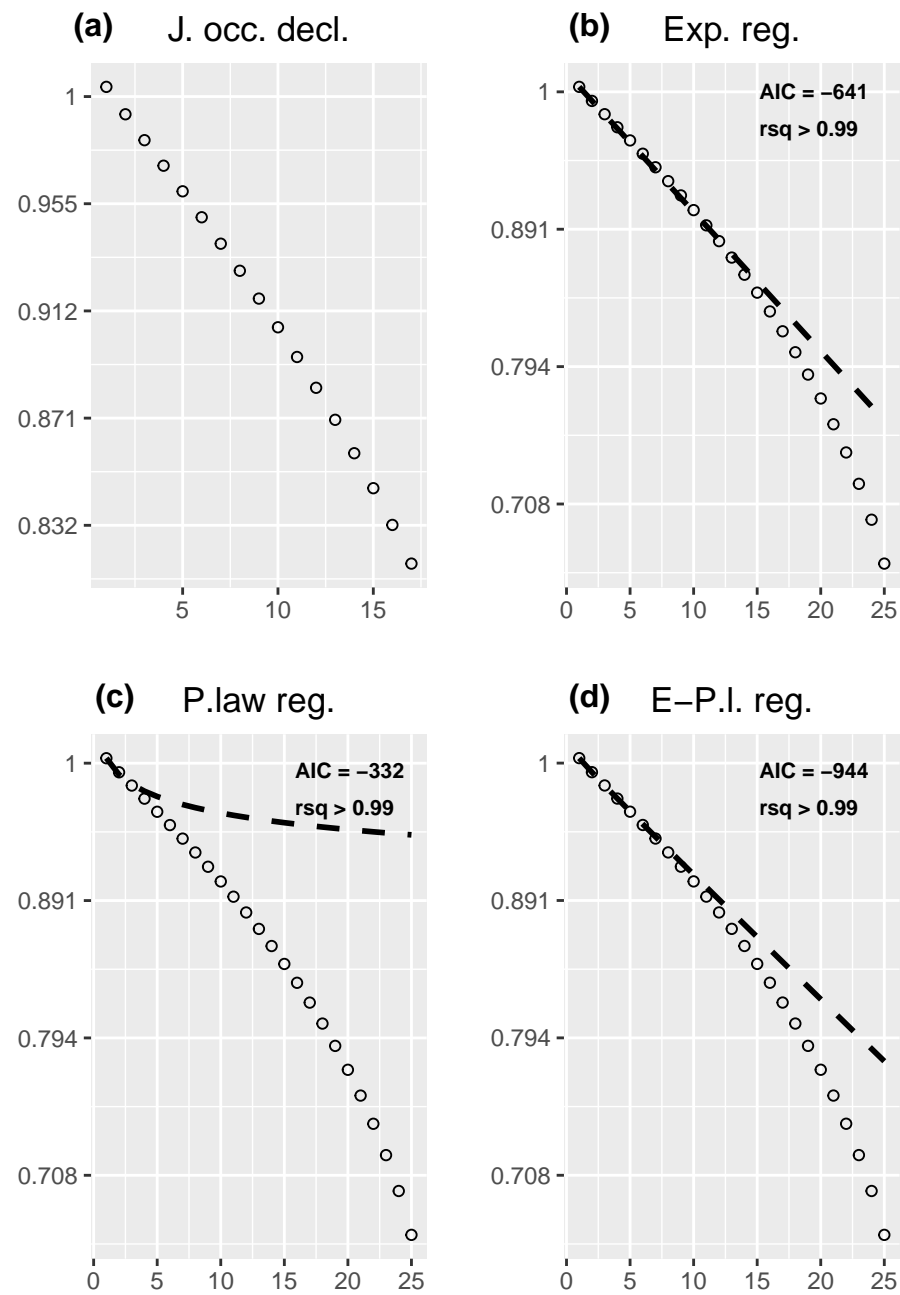 (a) J. occ. decl.
1
0.955
0.912
0.871
0.832
5 10 15
(b) Exp. reg.
AIC = −641
rsq > 0.99
1
0.891
0.794
0.708
0 5 10 15 20 25
(c) P.law reg.
AIC = −332
rsq > 0.99
1
0.891
0.794
0.708
0 5 10 15 20 25
(d) E−P.l. reg.
AIC = −944
rsq > 0.99
1
0.891
0.794
0.708
0 5 10 15 20 25